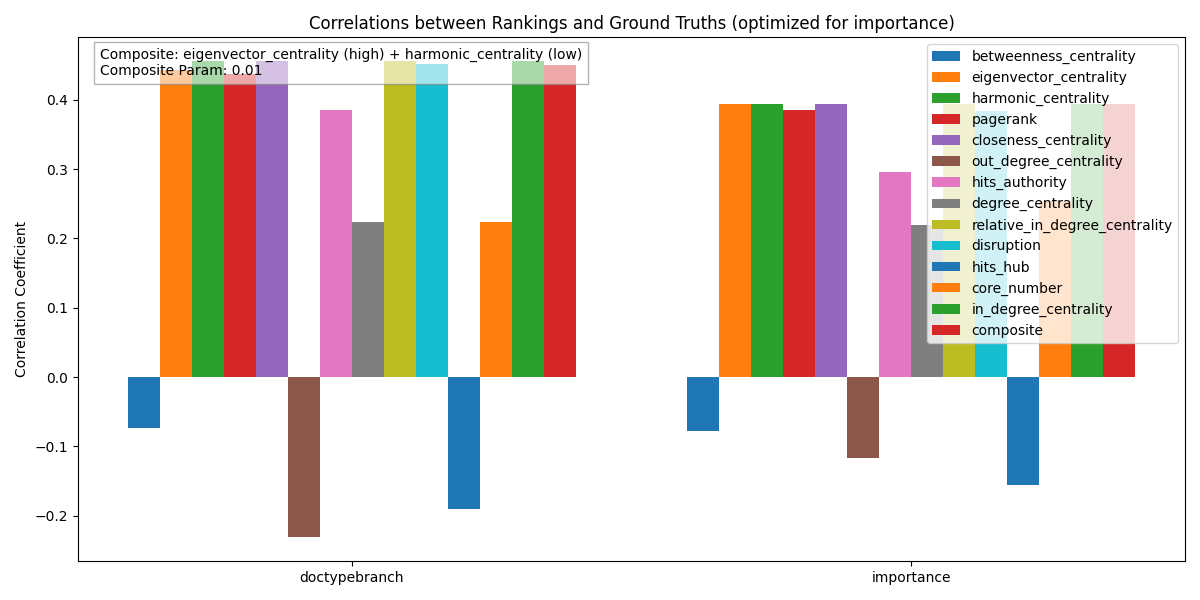 Correlations between Rankings and Ground Truths (optimized for importance)
Composite: eigenvector_centrality (high) + harmonic_centrality (low)
Composite Param: 0.01
betweenness_centrality
eigenvector_centrality
harmonic_centrality
pagerank
closeness_centrality
out_degree_centrality
hits_authority
degree_centrality
relative_in_degree_centrality
disruption
hits_hub
core_number
in_degree_centrality
composite
Correlation Coefficient
0.4
0.3
0.2
0.1
0.0
−0.1
−0.2
doctypebranch
importance